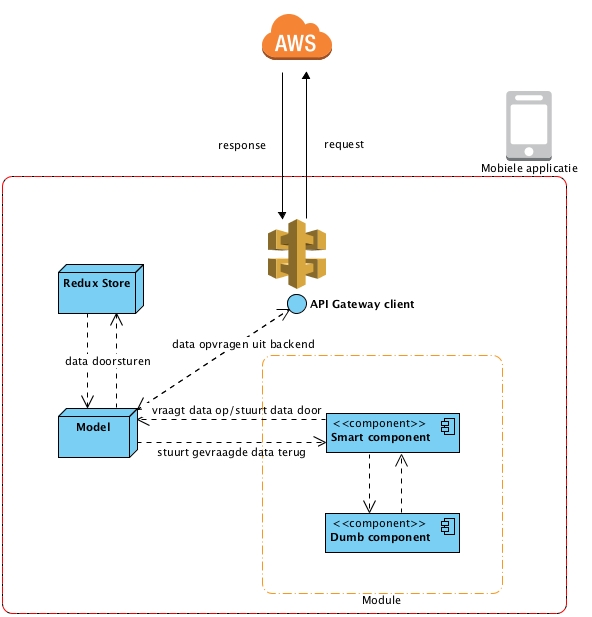 AWS
response
request
Mobiele applicatie
Redux Store
API Gateway client
data opvragen uit backend
data doorsturen
vraagt data op/stuurt data door
Model
<<component>>
Smart component
stuurt gevraagde data terug
<<component>>
Dumb component
Module